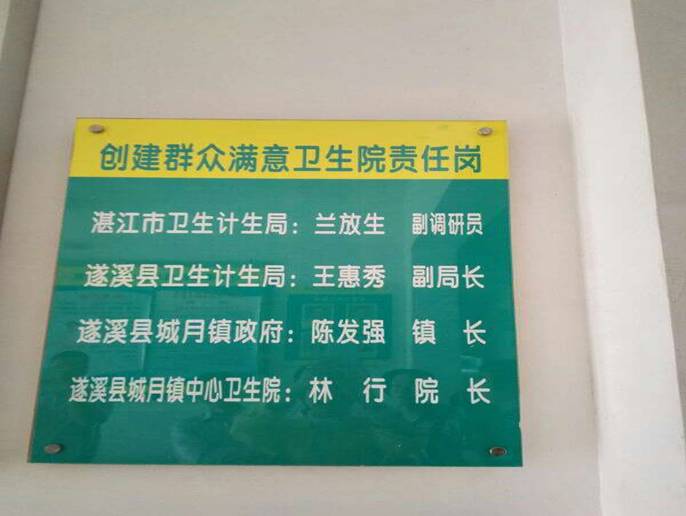 创建群众满意卫生院责任岗
湛江市卫生计生局：兰放生 副调研员
遂溪县卫生计生局：王惠秀 副局长
遂溪县城月镇政府：陈发强 镇 长
遂溪县城月镇中心卫生院：林 行 院 长